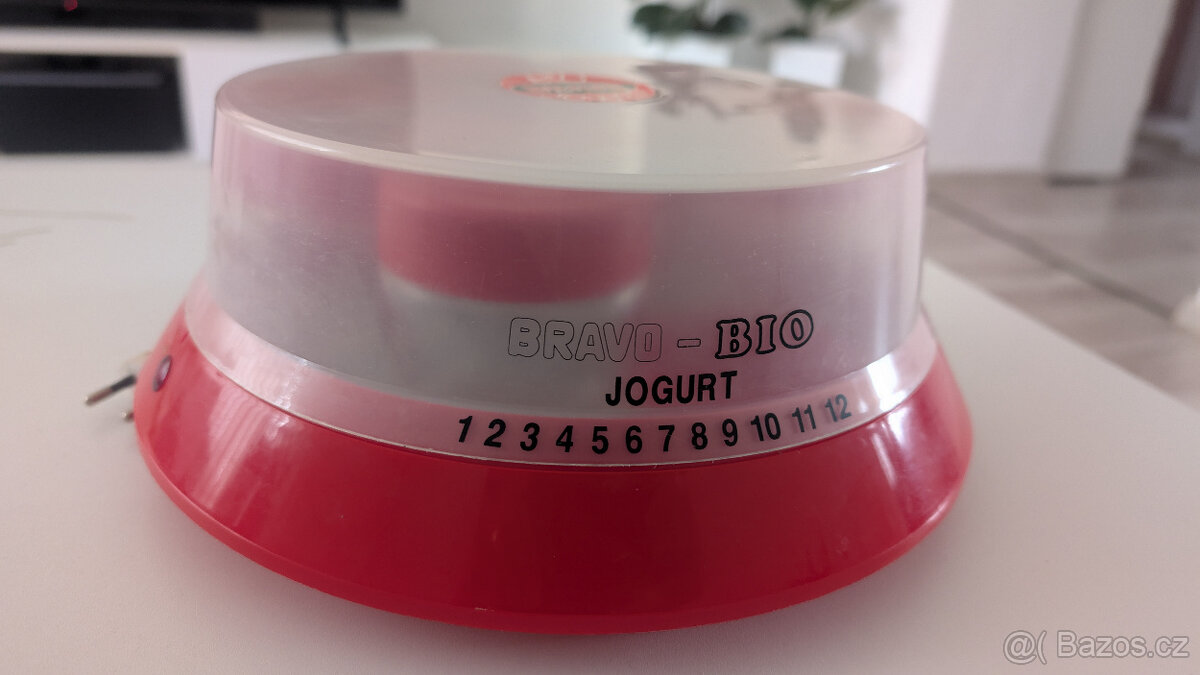 BRAVO - BIO
JOGURT
1 2 3 4 5 6 7 8 9 10 11 12
@( Bazos.cz